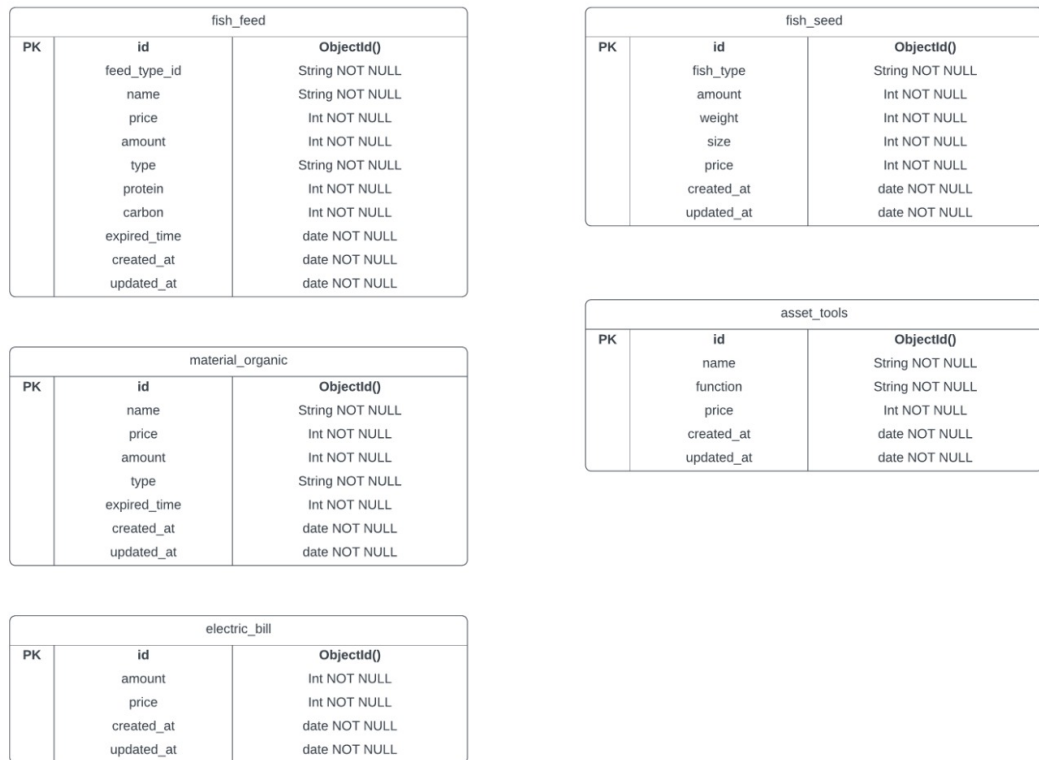 fish_feed
PK id ObjectId()
feed_type_id String NOT NULL
name String NOT NULL
price Int NOT NULL
amount Int NOT NULL
type String NOT NULL
protein Int NOT NULL
carbon Int NOT NULL
expired_time date NOT NULL
created_at date NOT NULL
updated_at date NOT NULL
material_organic
PK id ObjectId()
name String NOT NULL
price Int NOT NULL
amount Int NOT NULL
type String NOT NULL
expired_time Int NOT NULL
created_at date NOT NULL
updated_at date NOT NULL
electric_bill
PK id ObjectId()
amount Int NOT NULL
price Int NOT NULL
created_at date NOT NULL
updated_at date NOT NULL
fish_seed
PK id ObjectId()
fish_type String NOT NULL
amount Int NOT NULL
weight Int NOT NULL
size Int NOT NULL
price Int NOT NULL
created_at date NOT NULL
updated_at date NOT NULL
asset_tools
PK id ObjectId()
name String NOT NULL
function String NOT NULL
price Int NOT NULL
created_at date NOT NULL
updated_at date NOT NULL